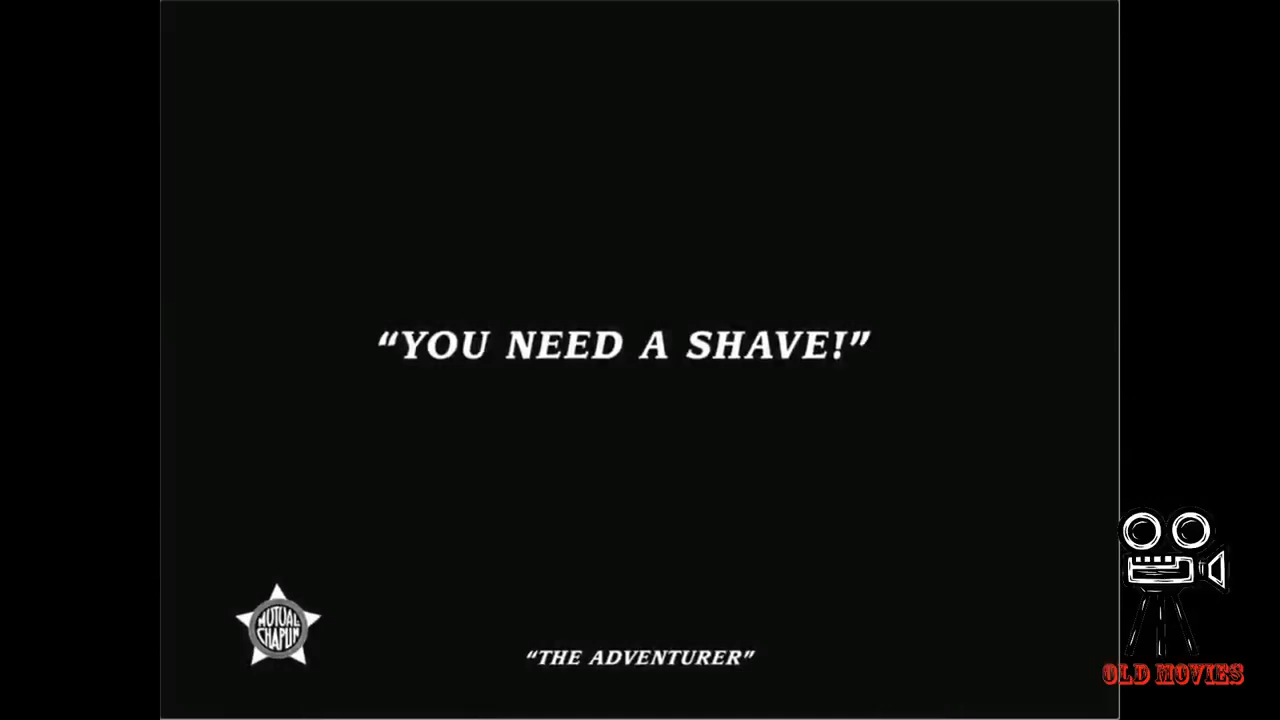 “YOU NEED A SHAVE!”
MUTUAL
CHAPLIN
“THE ADVENTURER”
OLD MOVIES